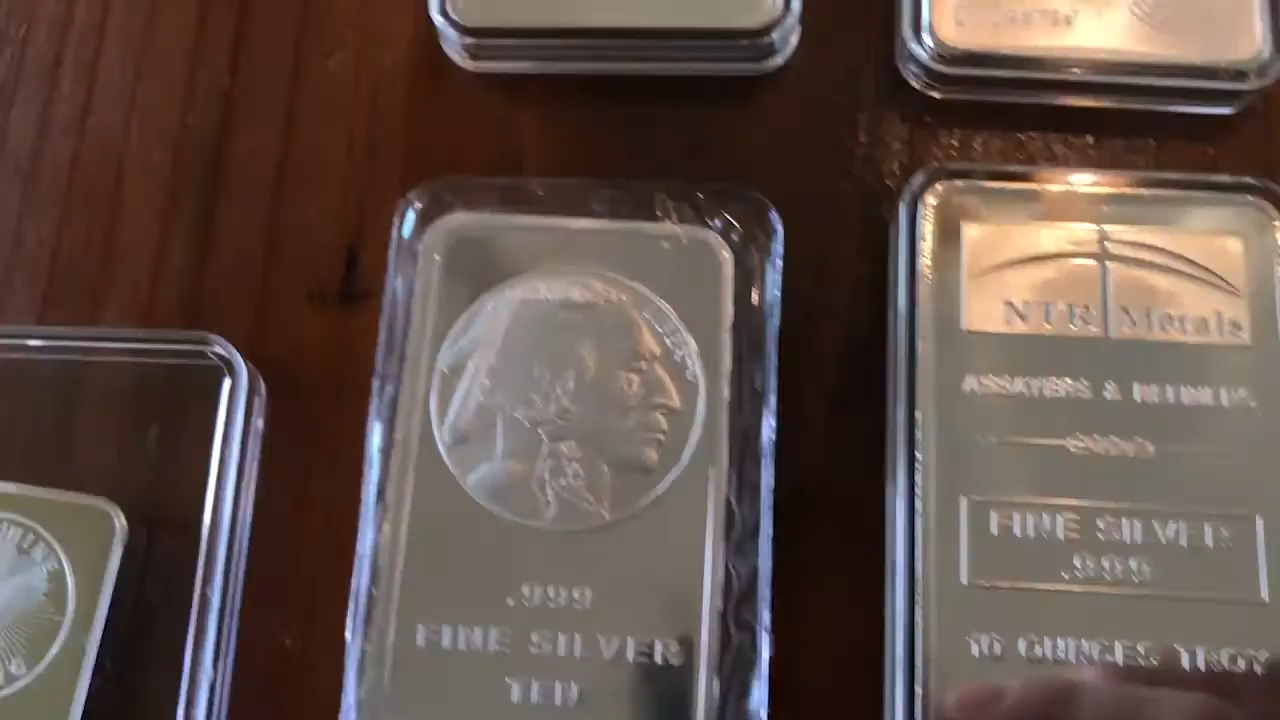 .999
FINE SILVER
TEN
NTR Metals
ASSAYERS & REFINERS
FINE SILVER
.999
10 OUNCES TROY